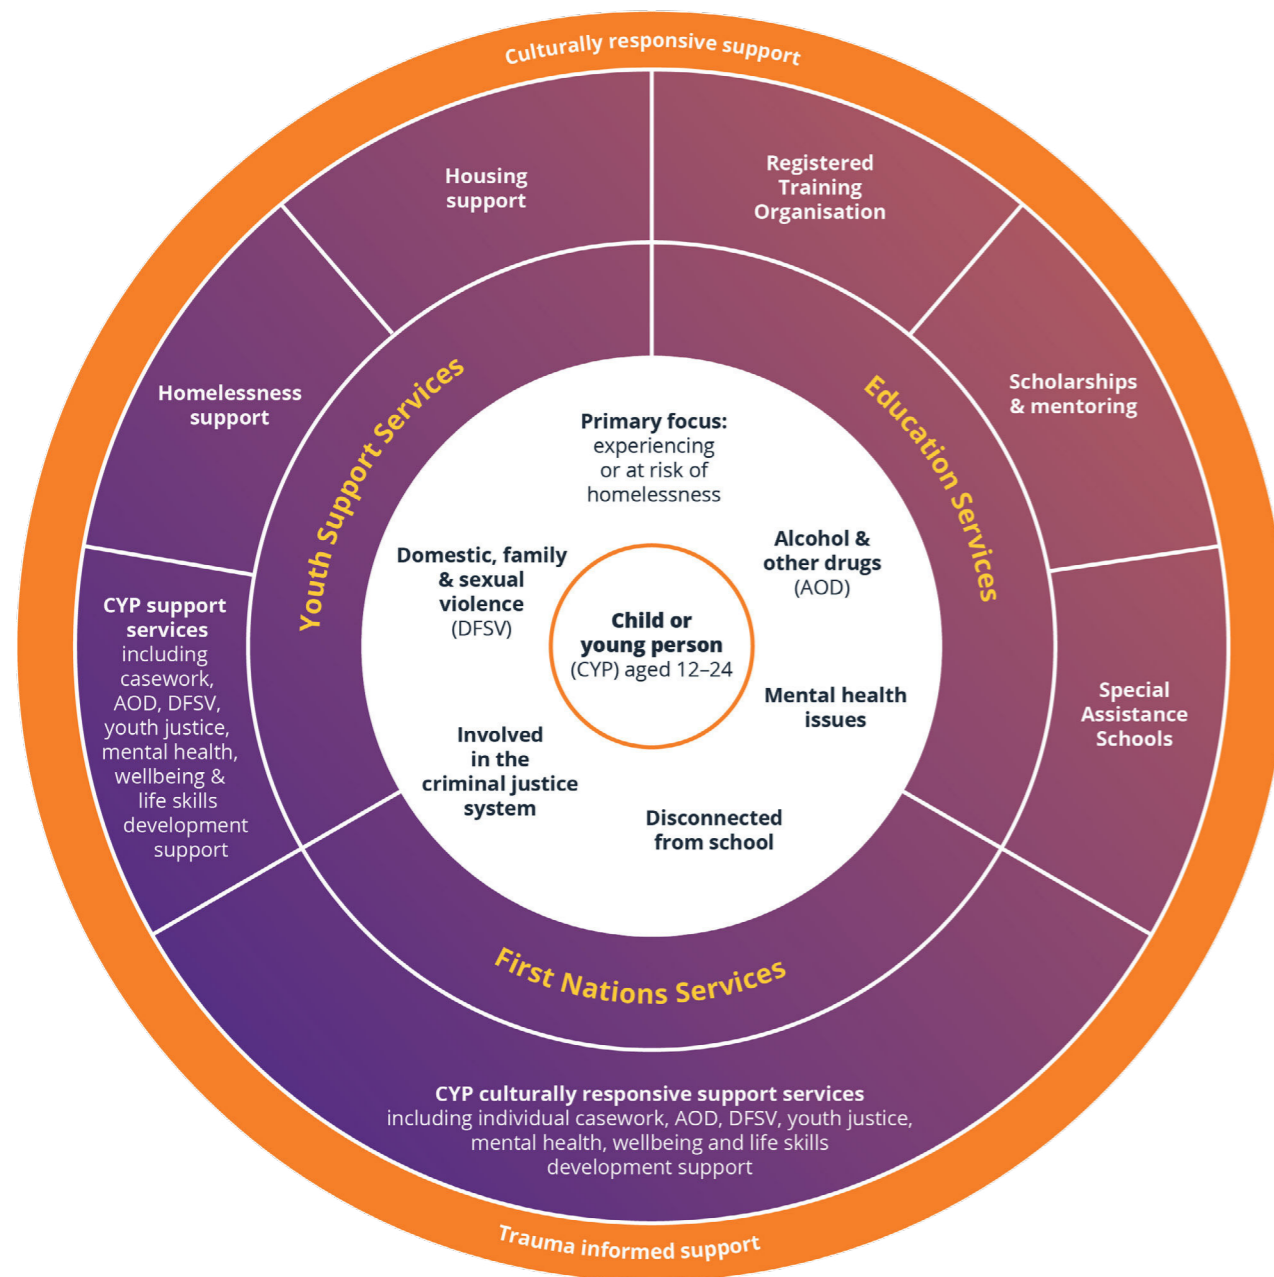 Culturally responsive support
Housing
support
Registered
Training
Organisation
Homelessness
support
Scholarships
& mentoring
Youth Support Services
Education Services
Primary focus:
experiencing
or at risk of
homelessness
Domestic, family
& sexual
violence
(DFSV)
Alcohol &
other drugs
(AOD)
Child or
young person
(CYP) aged 12–24
CYP support
services
including
casework,
AOD, DFSV,
youth justice,
mental health,
wellbeing &
life skills
development
support
Mental health
issues
Special
Assistance
Schools
Involved
in the
criminal justice
system
Disconnected
from school
First Nations Services
CYP culturally responsive support services
including individual casework, AOD, DFSV, youth justice,
mental health, wellbeing and life skills
development support
Trauma informed support